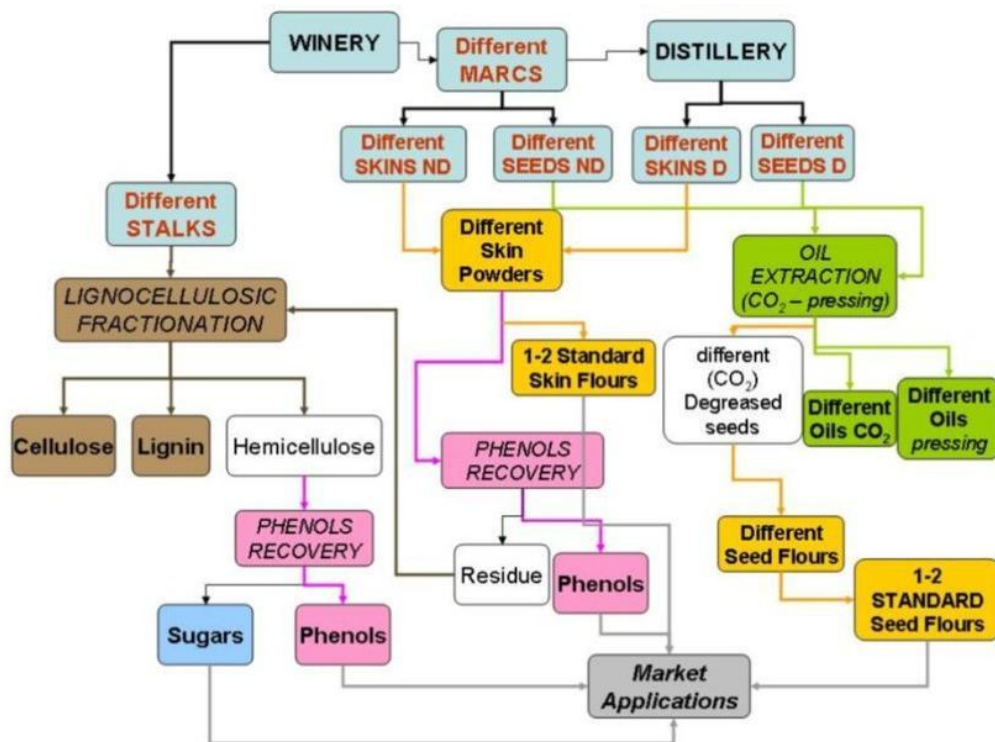 WINERY
Different
MARCS
DISTILLERY
Different
SKINS ND
Different
SEEDS ND
Different
SKINS D
Different
SEEDS D
Different
STALKS
Different
Skin
Powders
OIL
EXTRACTION
(CO₂ – pressing)
LIGNOCELLULOSIC
FRACTIONATION
1-2 Standard
Skin Flours
different
(CO₂)
Degreased
seeds
Different
Oils CO₂
Different
Oils
pressing
Cellulose
Lignin
Hemicellulose
PHENOLS
RECOVERY
PHENOLS
RECOVERY
Different
Seed Flours
Residue
Phenols
1-2
STANDARD
Seed Flours
Sugars
Phenols
Market
Applications